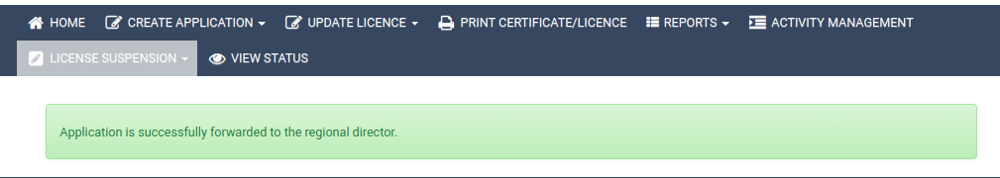 HOME CREATE APPLICATION UPDATE LICENCE PRINT CERTIFICATE/LICENCE REPORTS ACTIVITY MANAGEMENT
LICENSE SUSPENSION VIEW STATUS
Application is successfully forwarded to the regional director.